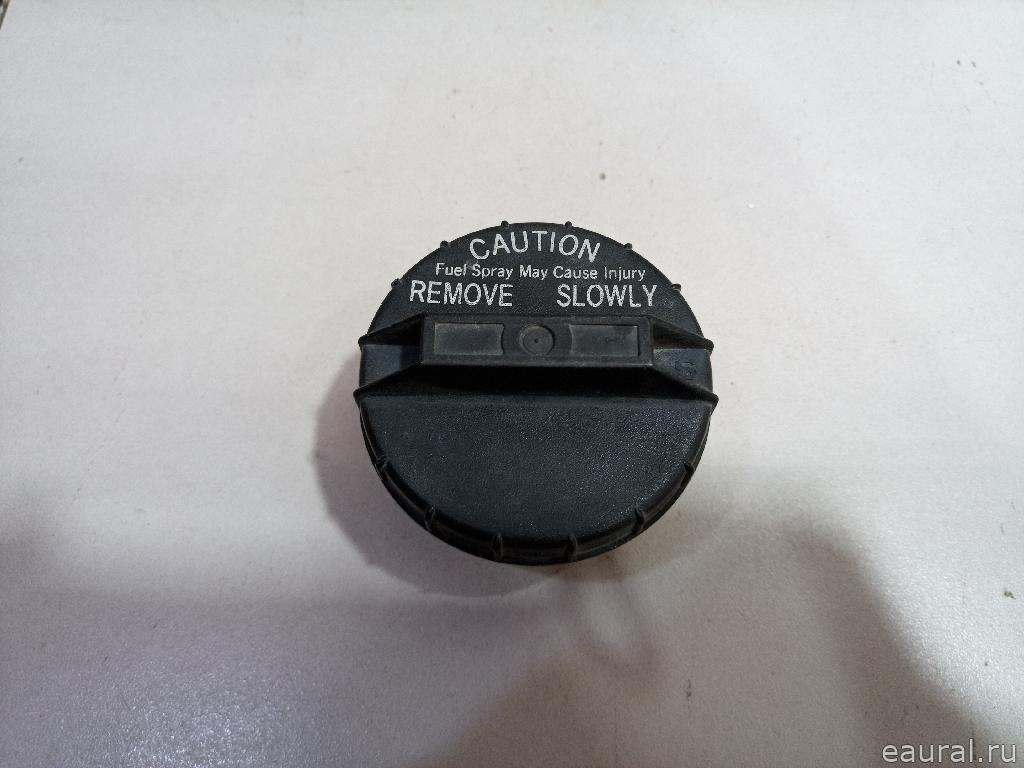 CAUTION
Fuel Spray May Cause Injury
REMOVE SLOWLY
eaural.ru